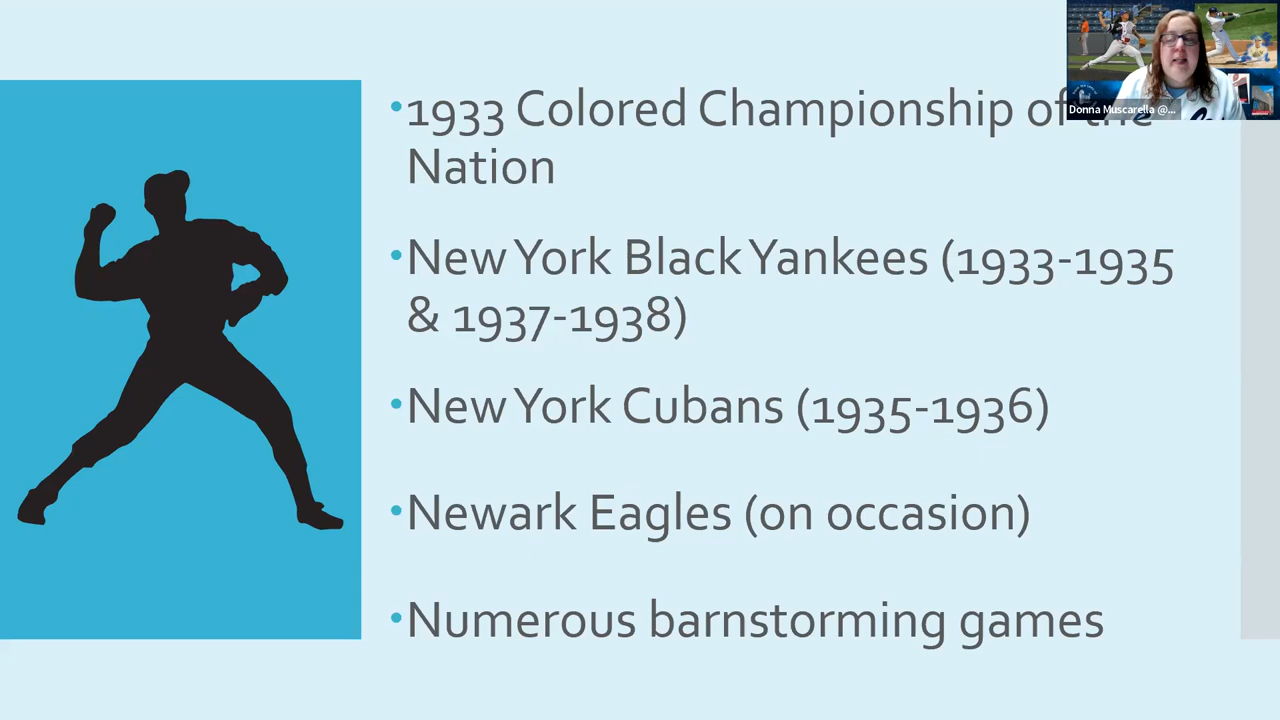 •1933 Colored Championship of the
Nation
•New York Black Yankees (1933-1935
& 1937-1938)
•New York Cubans (1935-1936)
•Newark Eagles (on occasion)
•Numerous barnstorming games
Donna Muscarella @...